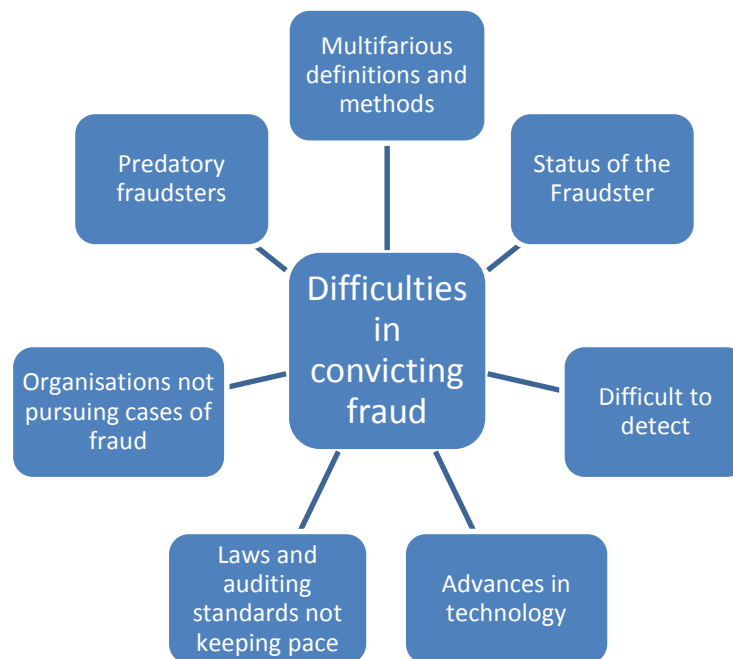 Multifarious
definitions and
methods
Predatory
fraudsters
Status of the
Fraudster
Difficulties
in
convicting
fraud
Organisations not
pursuing cases of
fraud
Difficult to
detect
Laws and
auditing
standards not
keeping pace
Advances in
technology